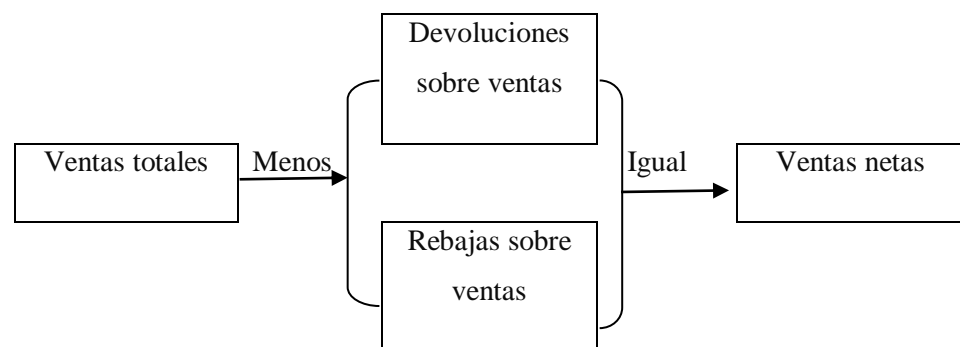 Ventas totales
Menos
Devoluciones
sobre ventas
Rebajas sobre
ventas
Igual
Ventas netas